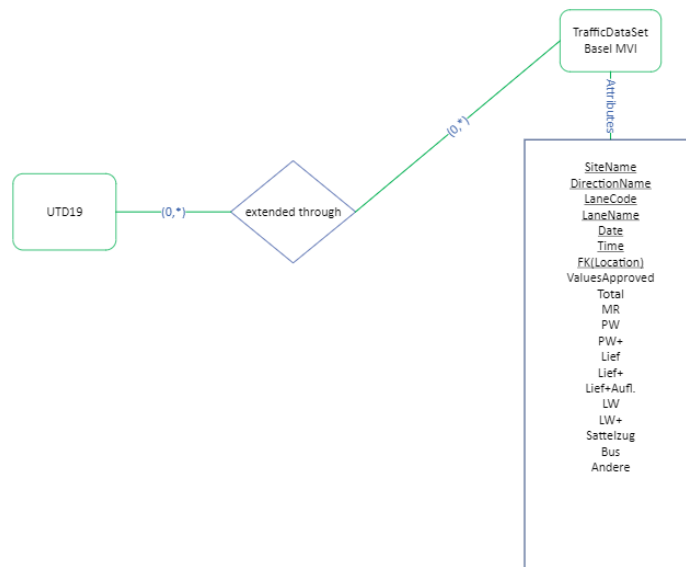 TrafficDataSet
Basel MVI
Attributes
(0,*)
UTD19
(0,*)
extended through
SiteName
DirectionName
LaneCode
LaneName
Date
Time
FK(Location)
ValuesApproved
Total
MR
PW
PW+
Lief
Lief+
Lief+Aufl.
LW
LW+
Sattelzug
Bus
Andere